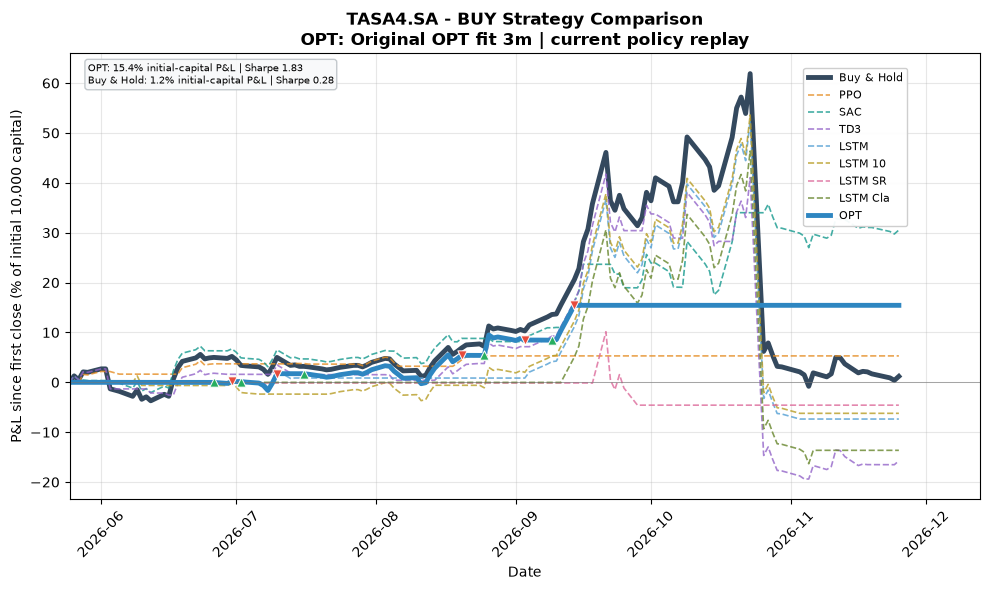 TASA4.SA - BUY Strategy Comparison
OPT: Original OPT fit 3m | current policy replay
OPT: 15.4% initial-capital P&L | Sharpe 1.83
Buy & Hold: 1.2% initial-capital P&L | Sharpe 0.28
Buy & Hold
PPO
SAC
TD3
LSTM
LSTM 10
LSTM SR
LSTM Cla
OPT
P&L since first close (% of initial 10,000 capital)
60
50
40
30
20
10
0
−10
−20
2026-06
2026-07
2026-08
2026-09
2026-10
2026-11
2026-12
Date